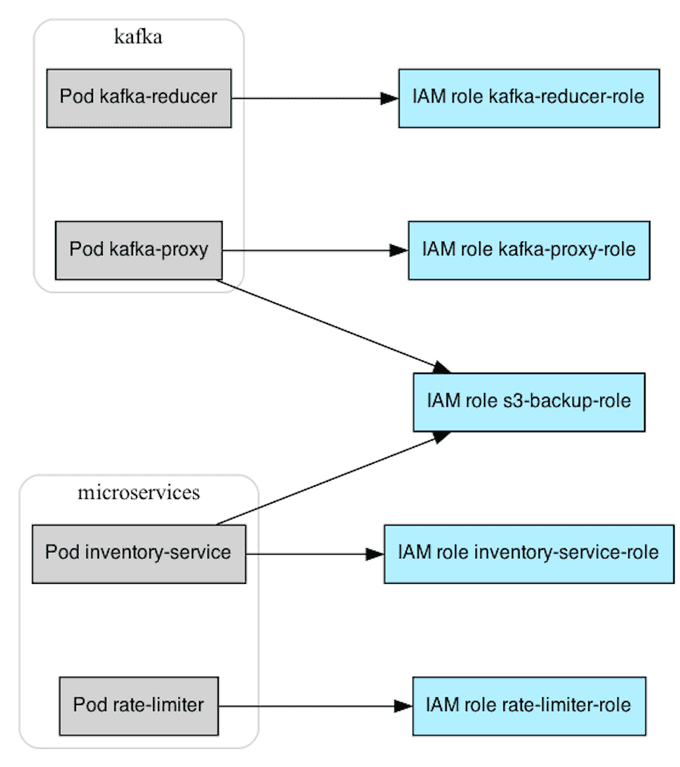 kafka
Pod kafka-reducer
IAM role kafka-reducer-role
Pod kafka-proxy
IAM role kafka-proxy-role
IAM role s3-backup-role
microservices
Pod inventory-service
IAM role inventory-service-role
Pod rate-limiter
IAM role rate-limiter-role